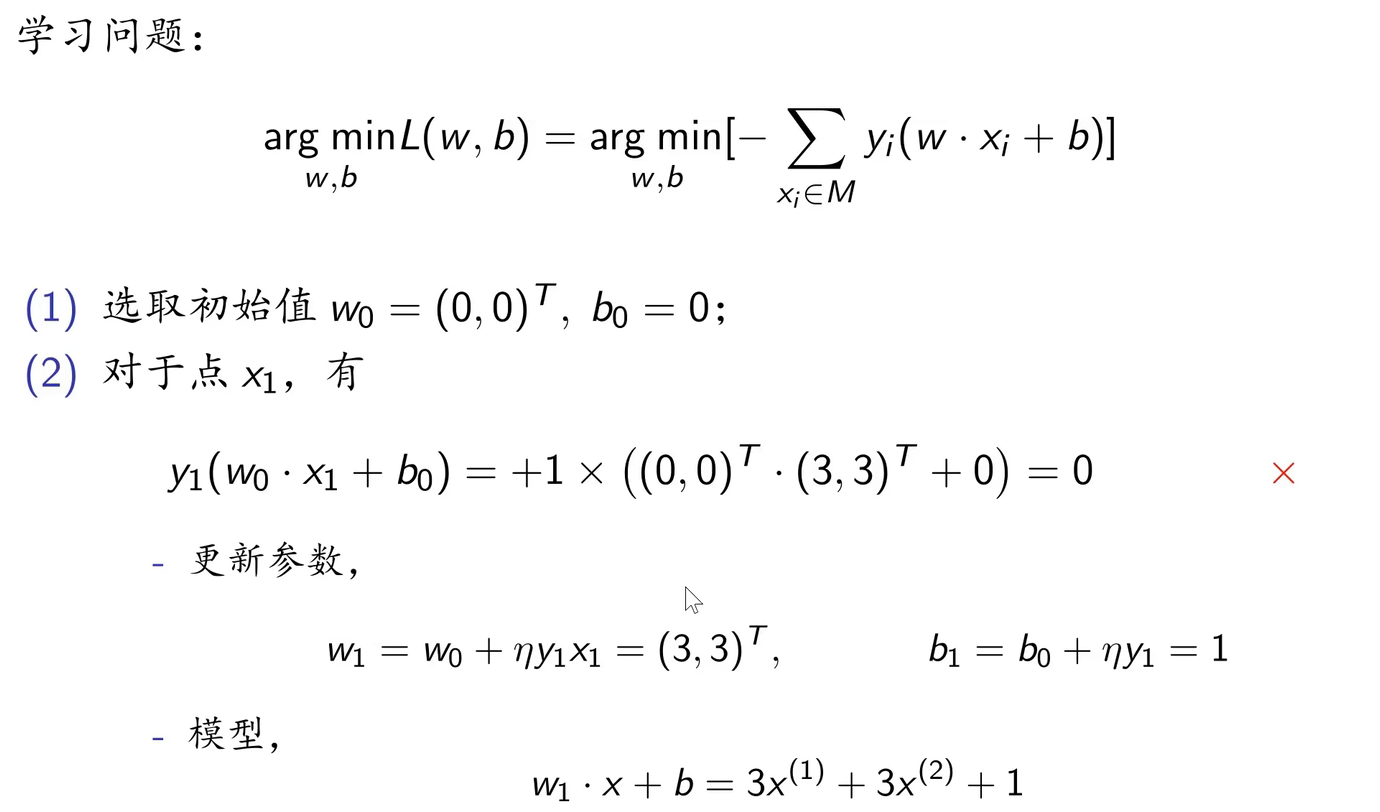 学习问题：
arg min L(w, b) = arg min[− ∑ yᵢ(w · xᵢ + b)]
w,b w,b xᵢ∈M
(1) 选取初始值 w₀ = (0, 0)ᵀ, b₀ = 0；
(2) 对于点 x₁，有
y₁(w₀ · x₁ + b₀) = +1 × ((0, 0)ᵀ · (3, 3)ᵀ + 0) = 0 ×
- 更新参数，
w₁ = w₀ + ηy₁x₁ = (3, 3)ᵀ, b₁ = b₀ + ηy₁ = 1
- 模型，
w₁ · x + b = 3x⁽¹⁾ + 3x⁽²⁾ + 1